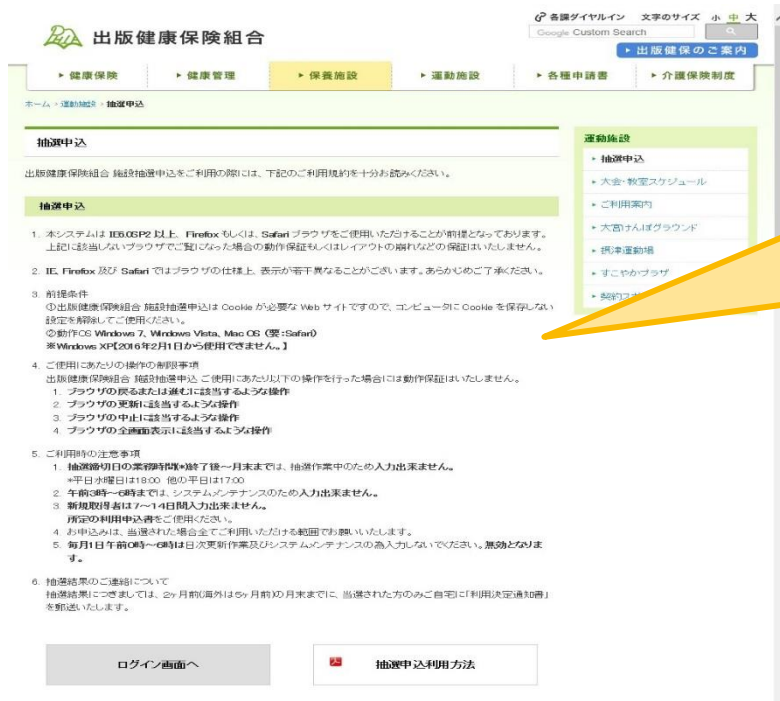 各課ダイヤルイン 文字のサイズ 小 中 大
出版健康保険組合
Google Custom Search
出版健保のご案内
健康保険 健康管理 保養施設 運動施設 各種申請書 介護保険制度
ホーム > 運動施設 > 抽選申込
抽選申込
出版健康保険組合 施設抽選申込をご利用の際には、下記のご利用規約を十分お読みください。
抽選申込
1. 本システムは IE6.0SP2 以上、Firefox もしくは、Safari ブラウザをご使用いただけることが前提となっております。
上記に該当しないブラウザでご覧になった場合の動作保証もしくはレイアウトの崩れなどの保証はいたしません。
2. IE, Firefox 及び Safari ではブラウザの仕様上、表示が若干異なることがございます。あらかじめご了承ください。
3. 前提条件
①出版健康保険組合 施設抽選申込は Cookie が必要な Web サイトですので、コンピュータに Cookie を保存しない
設定を解除してご使用ください。
②動作OS Windows 7、Windows Vista、Mac OS (要:Safari)
※Windows XP【2016年2月1日から使用できません。】
4. ご使用にあたりの操作の制限事項
出版健康保険組合 施設抽選申込 ご使用にあたり以下の操作を行った場合には動作保証はいたしません。
1. ブラウザの戻るまたは進むに該当するような操作
2. ブラウザの更新に該当するような操作
3. ブラウザの中止に該当するような操作
4. ブラウザの全画面表示に該当するような操作
5. ご利用時の注意事項
1. 抽選締切日の業務時間(*)終了後～月末までは、抽選作業中のため入力出来ません。
*平日水曜日は18:00 他の平日は17:00
2. 午前3時～6時までは、システムメンテナンスのため入力出来ません。
3. 新規取得者は7～14日間入力出来ません。
所定の利用申込書をご使用ください。
4. お申込みは、当選された場合全てご利用いただける範囲でお願いいたします。
5. 毎月1日午前0時～6時は日次更新作業及びシステムメンテナンスの為入力しないでください。無効となりま
す。
6. 抽選結果のご連絡について
抽選結果につきましては、2ヶ月前(海外は5ヶ月前)の月末までに、当選された方のみご自宅に「利用決定通知書」
を郵送いたします。
ログイン画面へ 抽選申込利用方法
運動施設
抽選申込
大会・教室スケジュール
ご利用案内
大宮けんぽグラウンド
摂津運動場
すこやかプラザ
契約ス